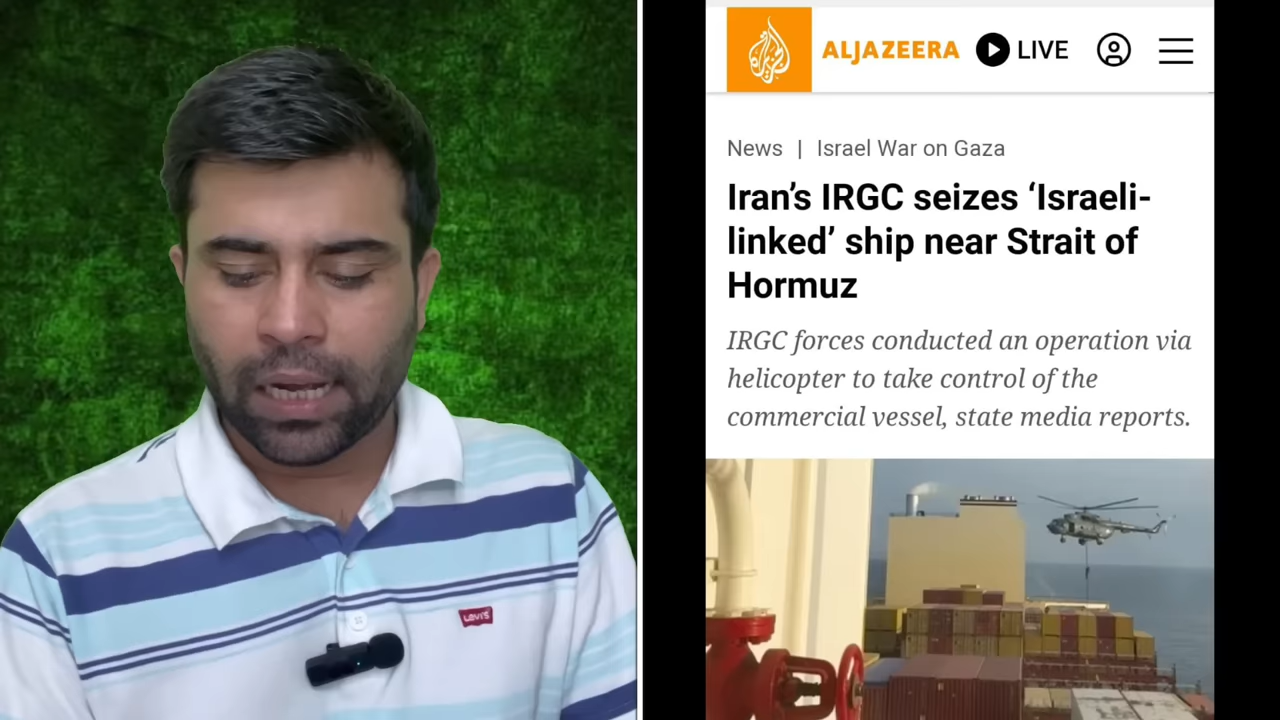 LEVI'S
ALJAZEERA
LIVE
News | Israel War on Gaza
Iran’s IRGC seizes ‘Israeli-
linked’ ship near Strait of
Hormuz
IRGC forces conducted an operation via
helicopter to take control of the
commercial vessel, state media reports.